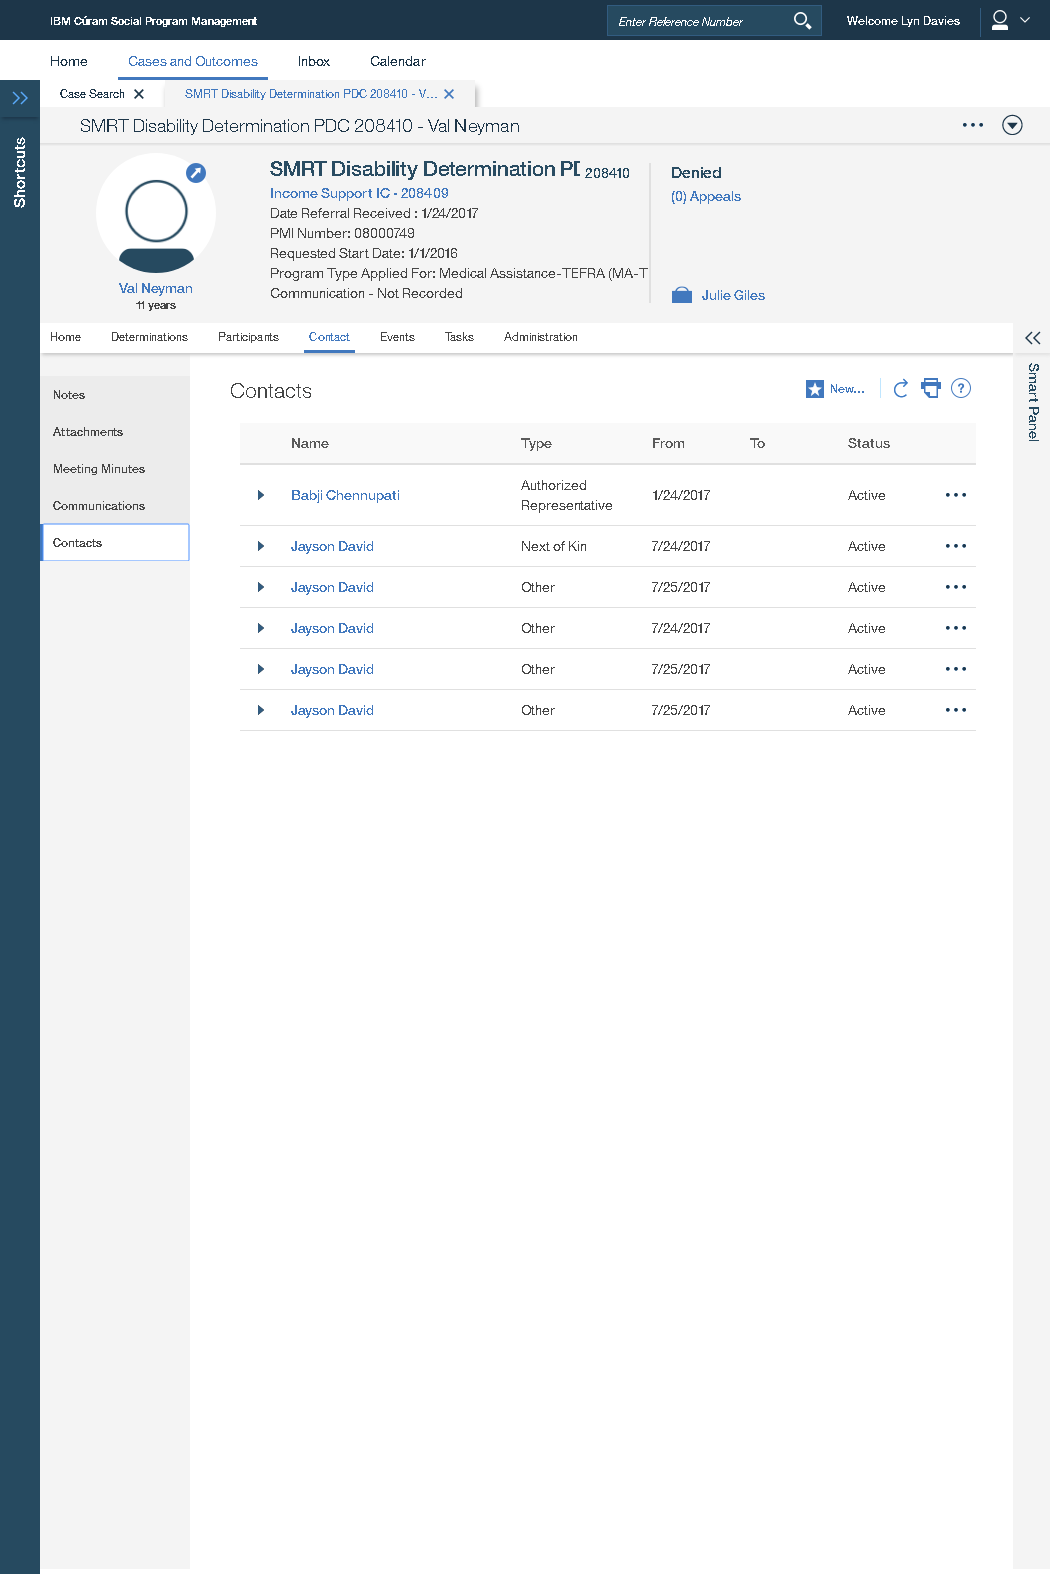 IBM Cúram Social Program Management
Enter Reference Number
Welcome Lyn Davies
Home Cases and Outcomes Inbox Calendar
Case Search
SMRT Disability Determination PDC 208410 - V...
SMRT Disability Determination PDC 208410 - Val Neyman
Shortcuts
Val Neyman
11 years
SMRT Disability Determination PD 208410
Income Support IC - 208409
Date Referral Received : 1/24/2017
PMI Number: 08000749
Requested Start Date: 1/1/2016
Program Type Applied For: Medical Assistance-TEFRA (MA-T
Communication - Not Recorded
Denied
(0) Appeals
Julie Giles
Home Determinations Participants Contact Events Tasks Administration
Smart Panel
Notes
Attachments
Meeting Minutes
Communications
Contacts
Contacts
New...
?
Name Type From To Status
Babji Chennupati Authorized Representative 1/24/2017 Active
Jayson David Next of Kin 7/24/2017 Active
Jayson David Other 7/25/2017 Active
Jayson David Other 7/24/2017 Active
Jayson David Other 7/25/2017 Active
Jayson David Other 7/25/2017 Active